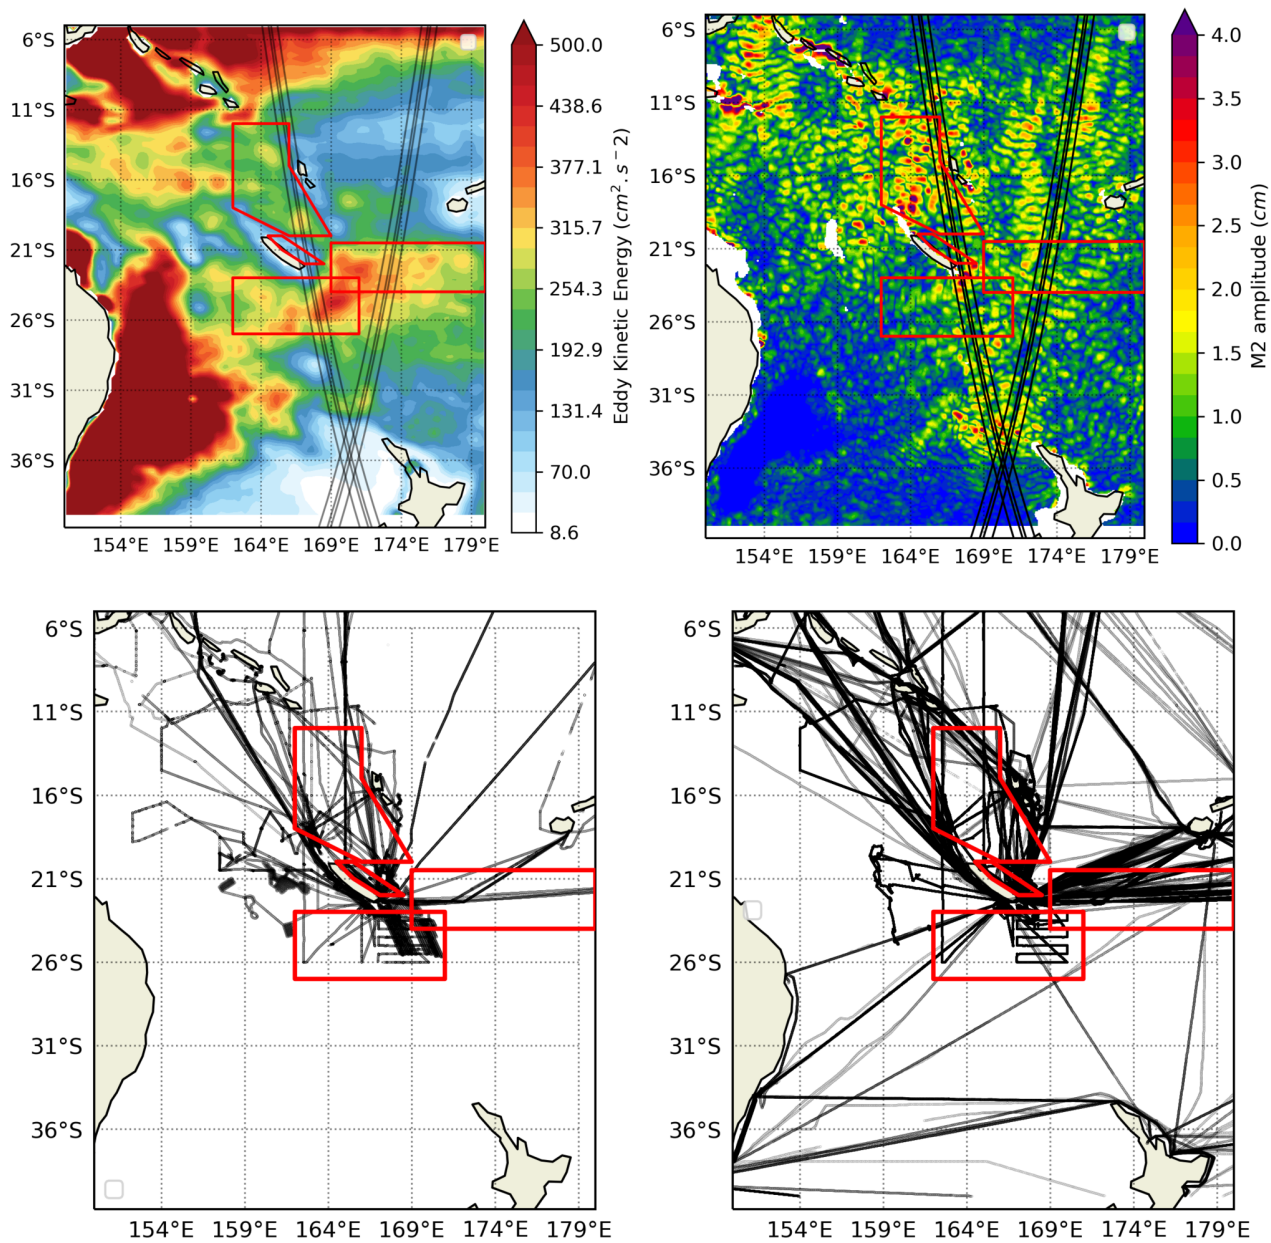 6°S
11°S
16°S
21°S
26°S
31°S
36°S
154°E 159°E 164°E 169°E 174°E 179°E
500.0
438.6
377.1
315.7
254.3
192.9
131.4
70.0
8.6
Eddy Kinetic Energy (cm². s⁻2)
6°S
11°S
16°S
21°S
26°S
31°S
36°S
154°E 159°E 164°E 169°E 174°E 179°E
4.0
3.5
3.0
2.5
2.0
1.5
1.0
0.5
0.0
M2 amplitude (cm)
6°S
11°S
16°S
21°S
26°S
31°S
36°S
154°E 159°E 164°E 169°E 174°E 179°E
6°S
11°S
16°S
21°S
26°S
31°S
36°S
154°E 159°E 164°E 169°E 174°E 179°E